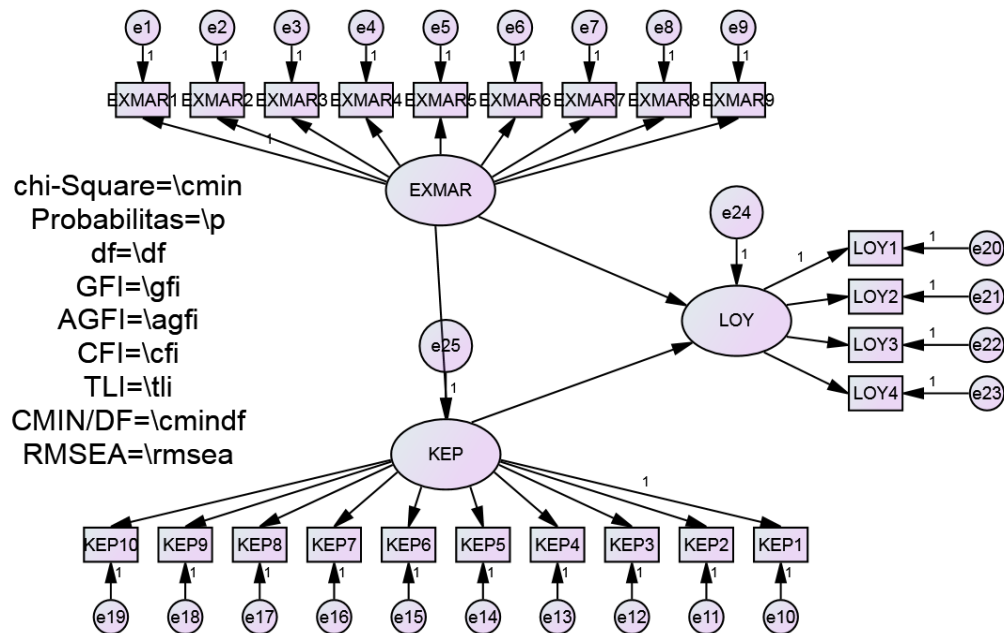 e1 e2 e3 e4 e5 e6 e7 e8 e9
1 1 1 1 1 1 1 1 1
EXMAR1 EXMAR2 EXMAR3 EXMAR4 EXMAR5 EXMAR6 EXMAR7 EXMAR8 EXMAR9
1
EXMAR
chi-Square=\cmin
Probabilitas=\p
df=\df
GFI=\gfi
AGFI=\agfi
CFI=\cfi
TLI=\tli
CMIN/DF=\cmindf
RMSEA=\rmsea
e24
1
LOY
1
LOY1 1 e20
LOY2 1 e21
LOY3 1 e22
LOY4 1 e23
e25
1
KEP
1
KEP10 KEP9 KEP8 KEP7 KEP6 KEP5 KEP4 KEP3 KEP2 KEP1
1 1 1 1 1 1 1 1 1 1
e19 e18 e17 e16 e15 e14 e13 e12 e11 e10